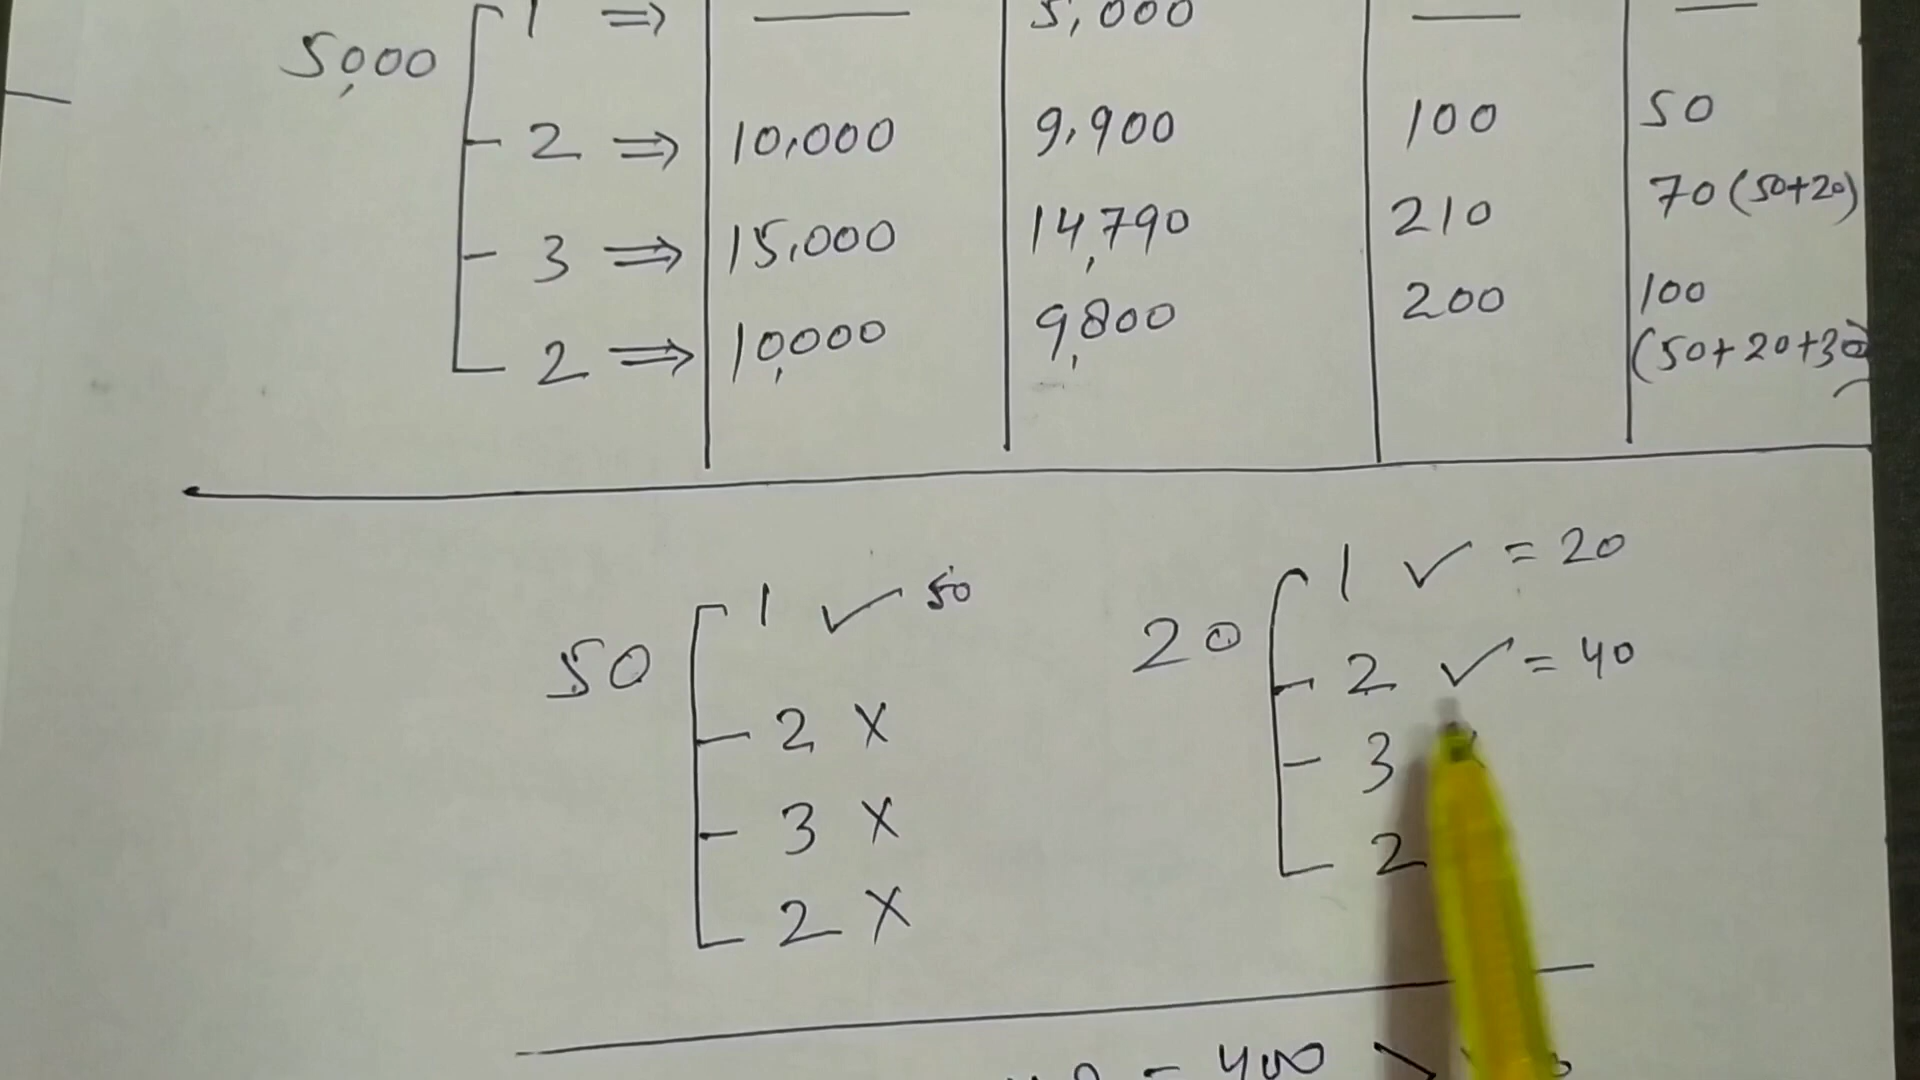 1 ⇒ — 5,000 — —
5,000
2 ⇒ 10,000 9,900 100 50
3 ⇒ 15,000 14,790 210 70 (50+20)
2 ⇒ 10,000 9,800 200 100
(50+20+30)
1 ✓ 50
50
2 X
3 X
2 X
1 ✓ = 20
20
2 ✓ = 40
3
2
= 400 >